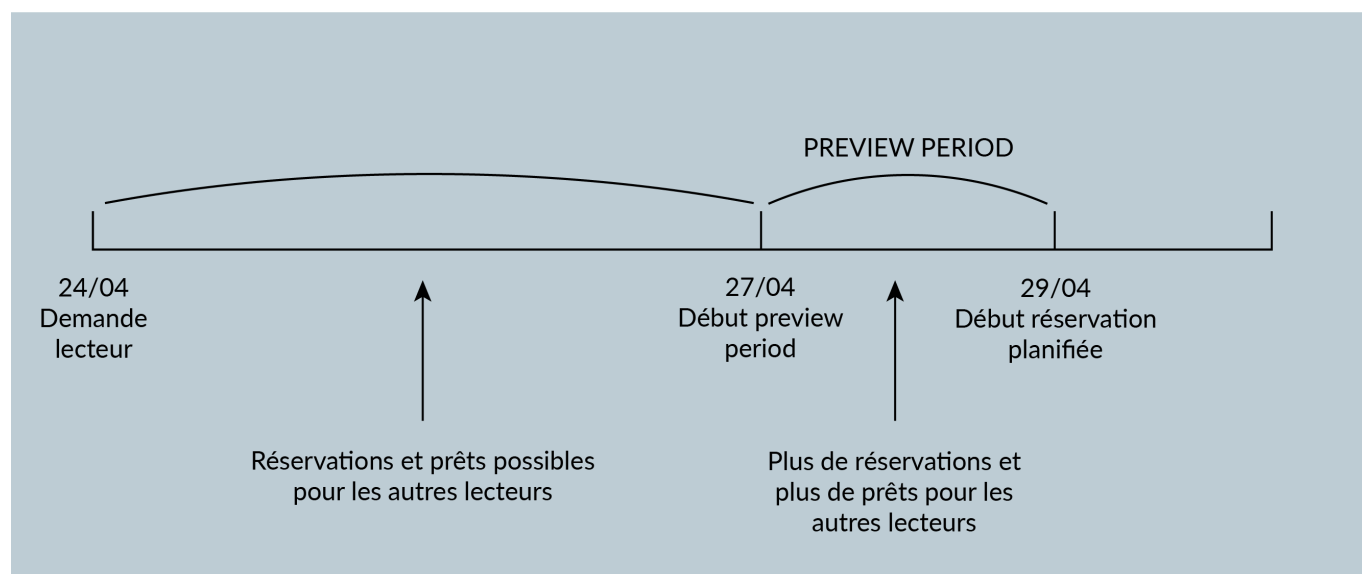 PREVIEW PERIOD
24/04
Demande
lecteur
27/04
Début preview
period
29/04
Début réservation
planifiée
Réservations et prêts possibles
pour les autres lecteurs
Plus de réservations et
plus de prêts pour les
autres lecteurs